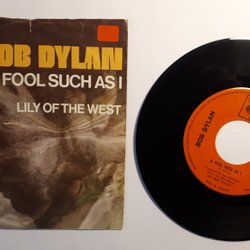 BOB DYLAN
FOOL SUCH AS I
LILY OF THE WEST
BOB DYLAN
A FOOL SUCH AS I